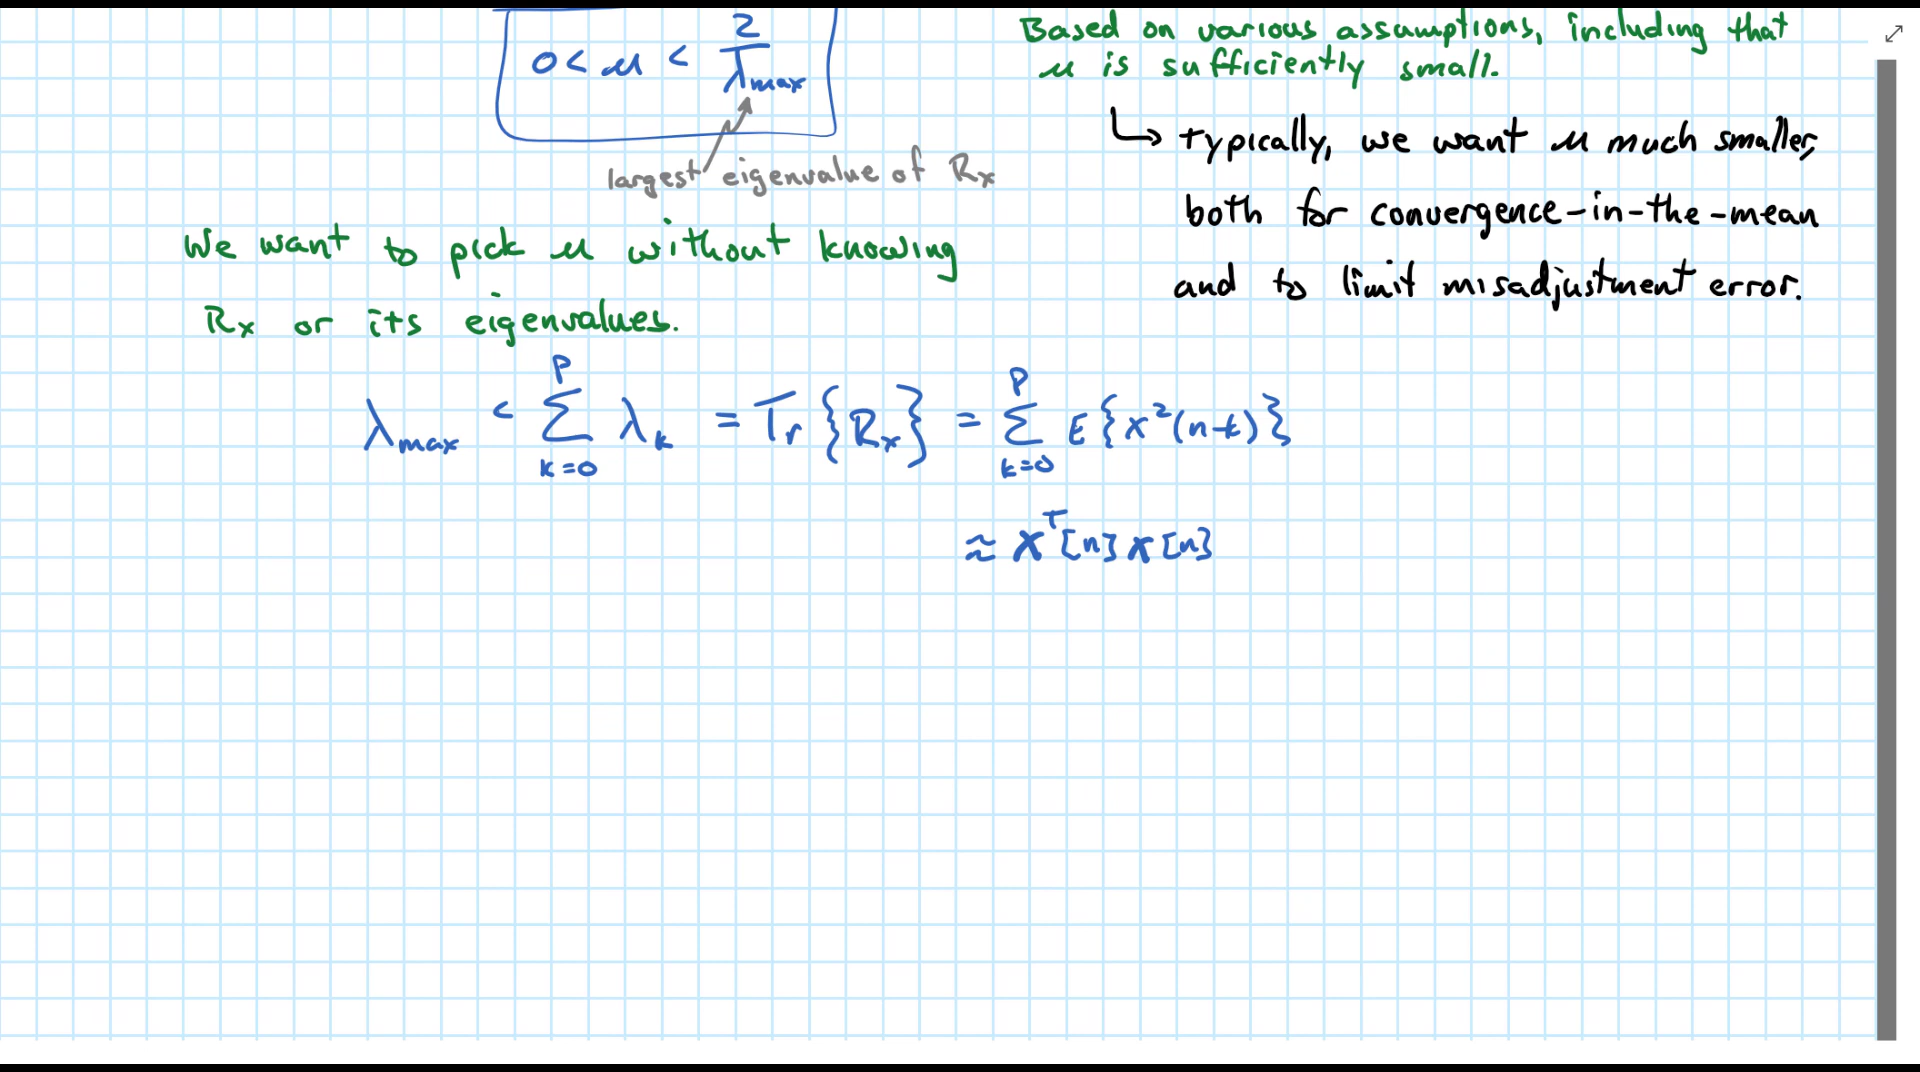 0 < μ < 2/λmax
largest eigenvalue of Rx
Based on various assumptions, including that
μ is sufficiently small.
↳ typically, we want μ much smaller,
both for convergence-in-the-mean
and to limit misadjustment error.
We want to pick μ without knowing
Rx or its eigenvalues.
λmax < Σ_{k=0}^{P} λk = Tr{Rx} = Σ_{k=0}^{P} E{x²(n-k)}
≈ x^T[n] x[n]